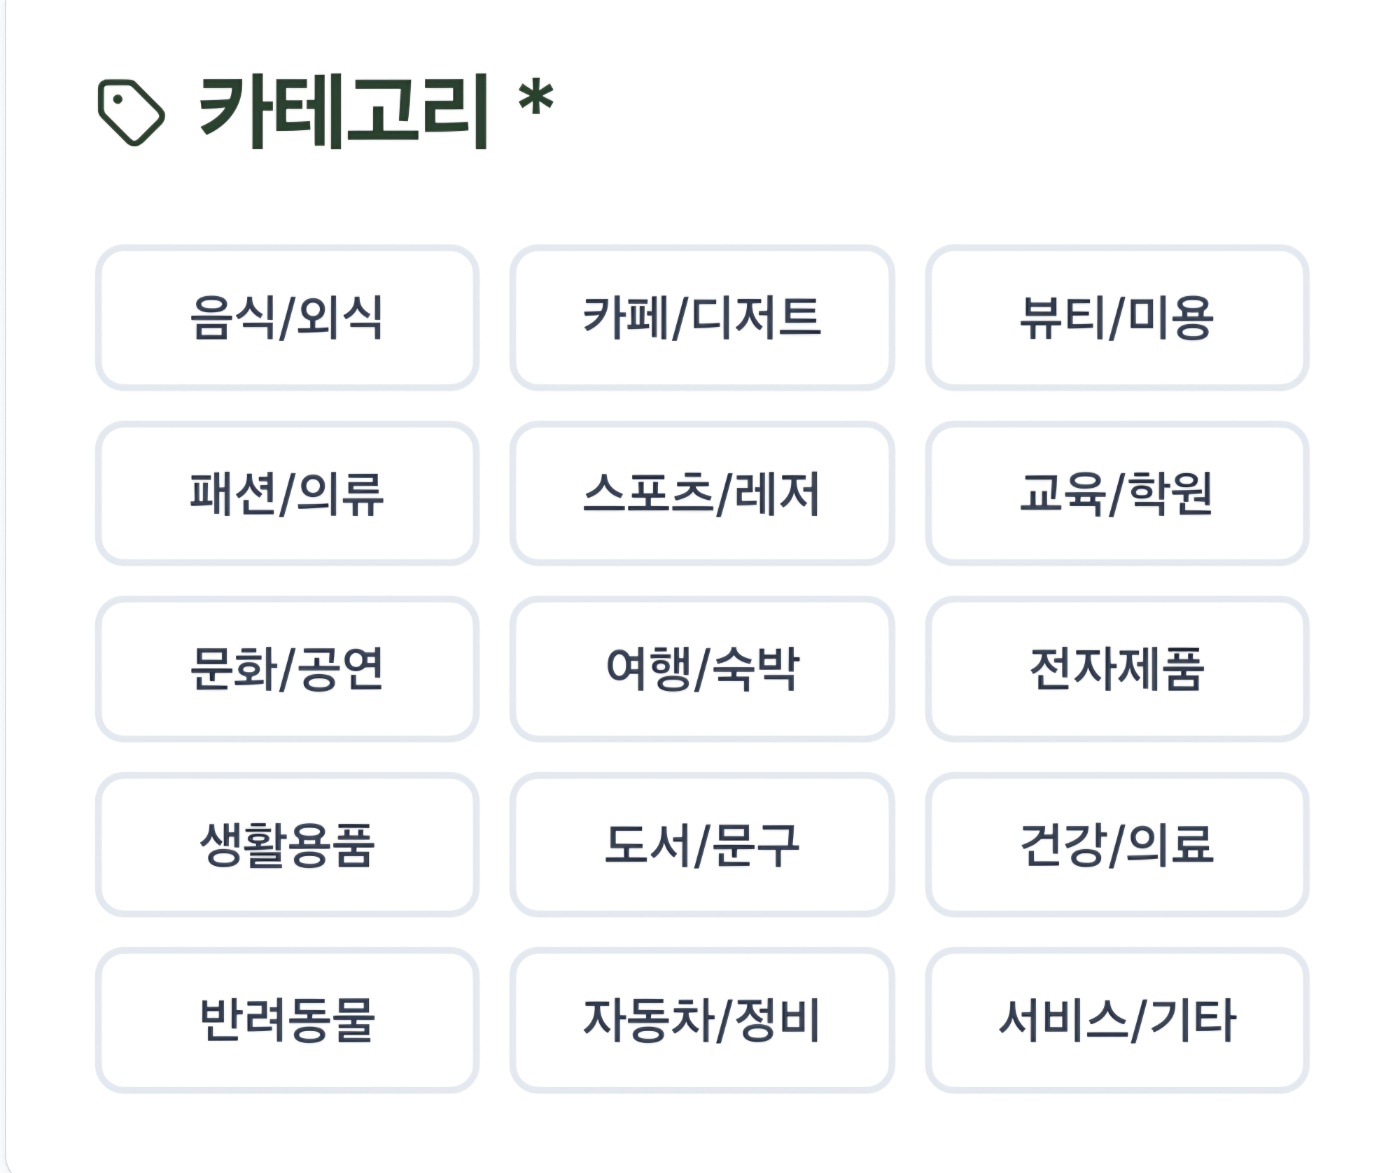 카테고리 *
음식/외식
카페/디저트
뷰티/미용
패션/의류
스포츠/레저
교육/학원
문화/공연
여행/숙박
전자제품
생활용품
도서/문구
건강/의료
반려동물
자동차/정비
서비스/기타